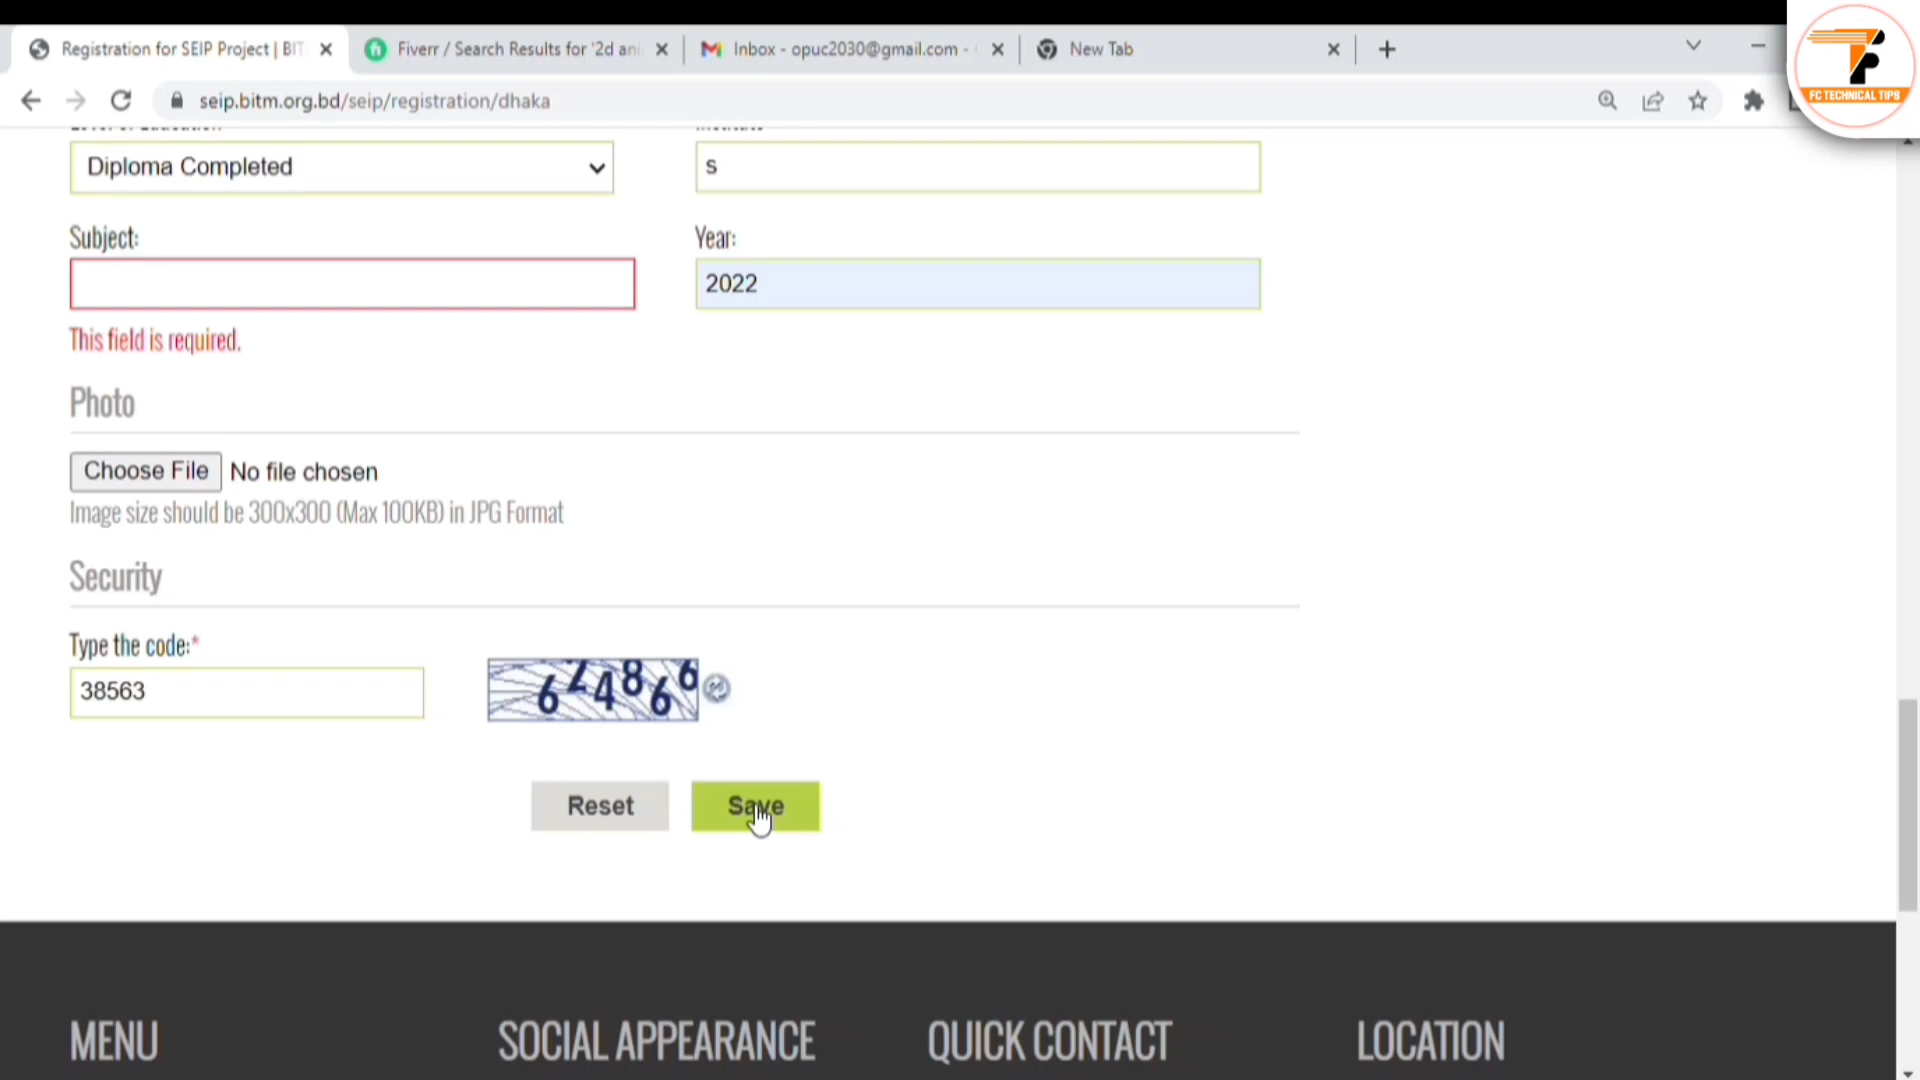 Registration for SEIP Project | BIT
Fiverr / Search Results for '2d ani
Inbox - opuc2030@gmail.com -
New Tab
seip.bitm.org.bd/seip/registration/dhaka
FC TECHNICAL TIPS
Diploma Completed
s
Subject:
Year:
2022
This field is required.
Photo
Choose File No file chosen
Image size should be 300x300 (Max 100KB) in JPG Format
Security
Type the code:*
38563
624866
Reset
Save
MENU
SOCIAL APPEARANCE
QUICK CONTACT
LOCATION